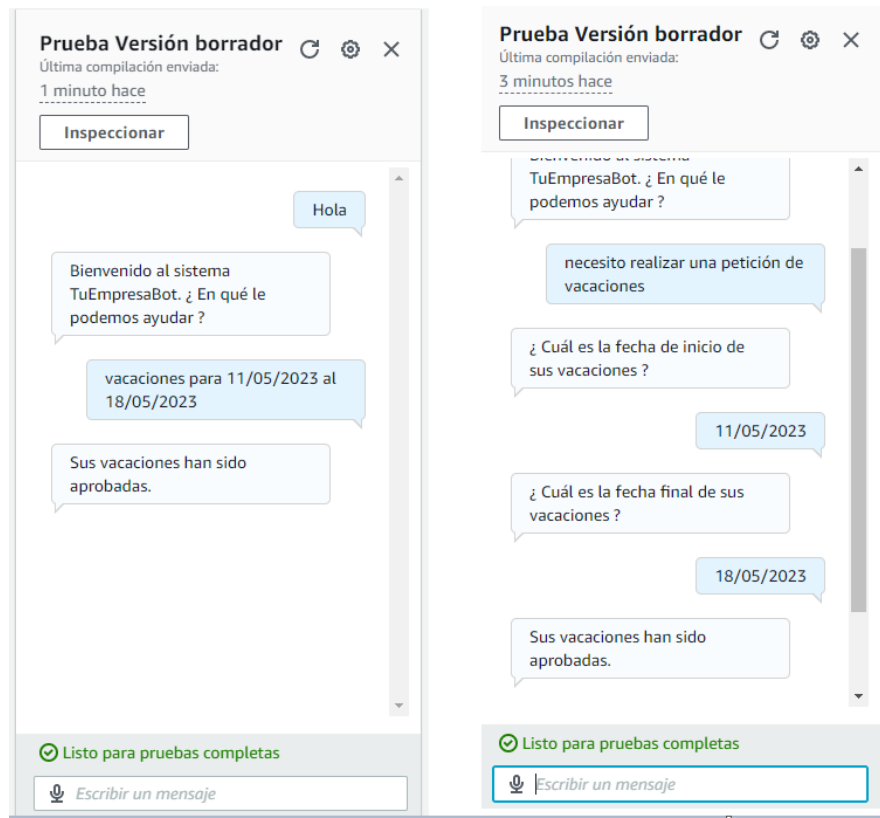 Prueba Versión borrador
Última compilación enviada:
1 minuto hace
Inspeccionar
Hola
Bienvenido al sistema
TuEmpresaBot. ¿ En qué le
podemos ayudar ?
vacaciones para 11/05/2023 al
18/05/2023
Sus vacaciones han sido
aprobadas.
Listo para pruebas completas
Escribir un mensaje
Prueba Versión borrador
Última compilación enviada:
3 minutos hace
Inspeccionar
Bienvenido al sistema
TuEmpresaBot. ¿ En qué le
podemos ayudar ?
necesito realizar una petición de
vacaciones
¿ Cuál es la fecha de inicio de
sus vacaciones ?
11/05/2023
¿ Cuál es la fecha final de sus
vacaciones ?
18/05/2023
Sus vacaciones han sido
aprobadas.
Listo para pruebas completas
Escribir un mensaje